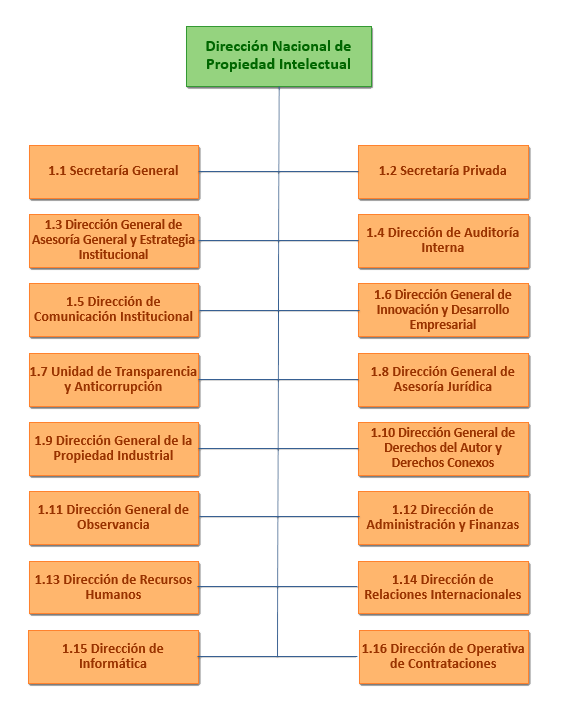 Dirección Nacional de
Propiedad Intelectual
1.1 Secretaría General
1.2 Secretaría Privada
1.3 Dirección General de
Asesoría General y Estrategia
Institucional
1.4 Dirección de Auditoría
Interna
1.5 Dirección de
Comunicación Institucional
1.6 Dirección General de
Innovación y Desarrollo
Empresarial
1.7 Unidad de Transparencia
y Anticorrupción
1.8 Dirección General de
Asesoría Jurídica
1.9 Dirección General de la
Propiedad Industrial
1.10 Dirección General de
Derechos del Autor y
Derechos Conexos
1.11 Dirección General de
Observancia
1.12 Dirección de
Administración y Finanzas
1.13 Dirección de Recursos
Humanos
1.14 Dirección de
Relaciones Internacionales
1.15 Dirección de
Informática
1.16 Dirección de Operativa
de Contrataciones